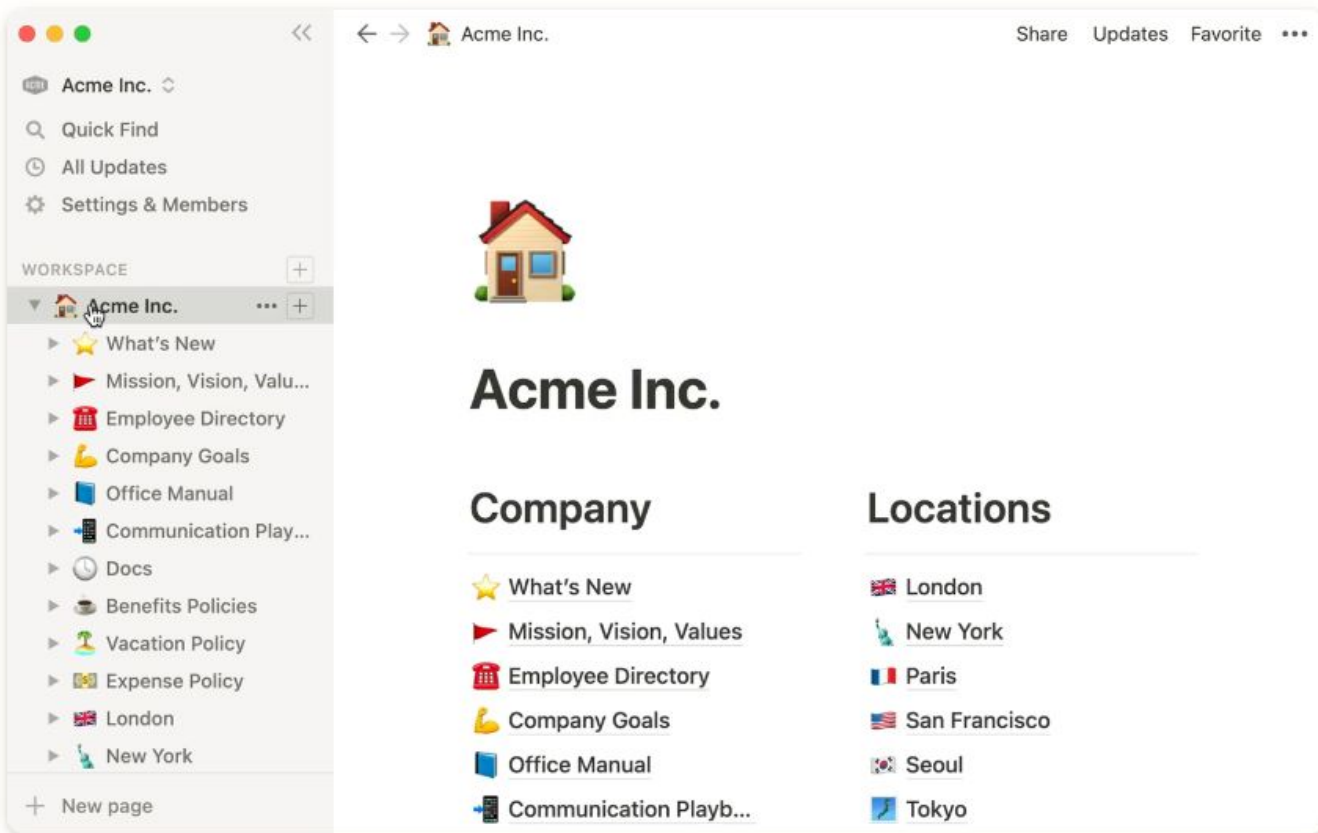 Acme Inc.
Quick Find
All Updates
Settings & Members
WORKSPACE
Acme Inc.
What's New
Mission, Vision, Valu...
Employee Directory
Company Goals
Office Manual
Communication Play...
Docs
Benefits Policies
Vacation Policy
Expense Policy
London
New York
New page
Acme Inc.
Share Updates Favorite
Acme Inc.
Company
What's New
Mission, Vision, Values
Employee Directory
Company Goals
Office Manual
Communication Playb...
Locations
London
New York
Paris
San Francisco
Seoul
Tokyo